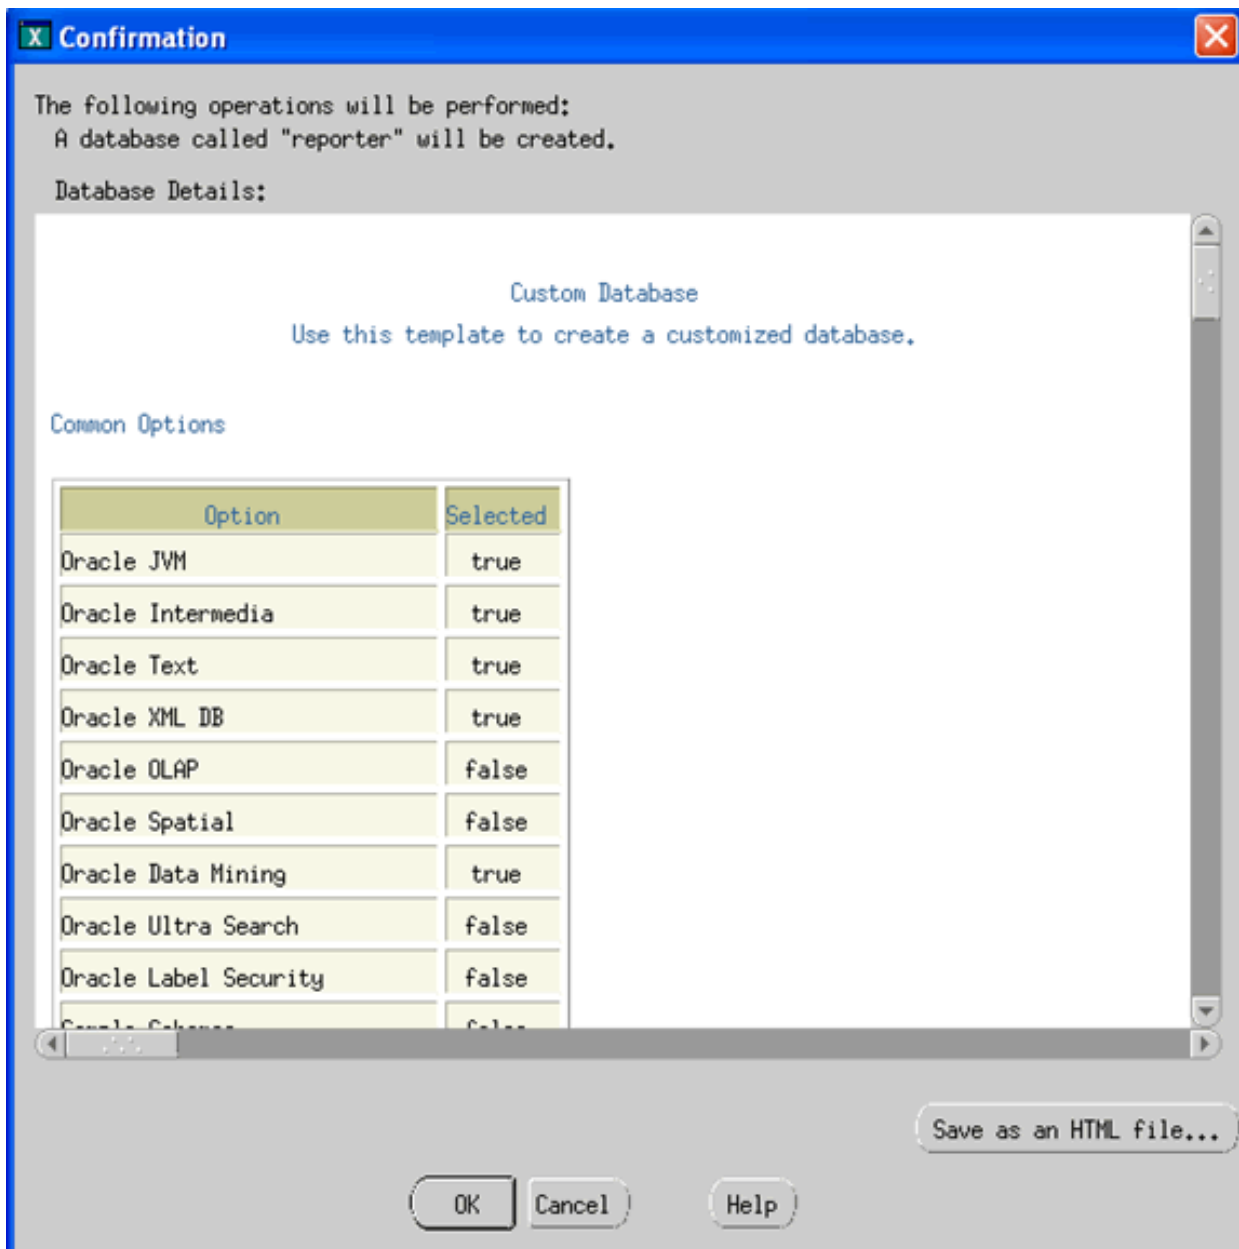 X Confirmation
The following operations will be performed:
A database called "reporter" will be created.
Database Details:
Custom Database
Use this template to create a customized database.
Common Options
Option Selected
Oracle JVM true
Oracle Intermedia true
Oracle Text true
Oracle XML DB true
Oracle OLAP false
Oracle Spatial false
Oracle Data Mining true
Oracle Ultra Search false
Oracle Label Security false
Sample Schemas false
Save as an HTML file...
OK Cancel Help